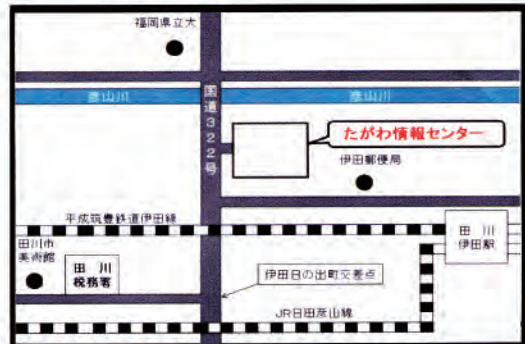 福岡県立大
彦山川
国道322号
彦山川
たがわ情報センター
伊田郵便局
平成筑豊鉄道伊田線
田川市
美術館
田川
税務署
田川
伊田駅
伊田日の出町交差点
JR日田彦山線